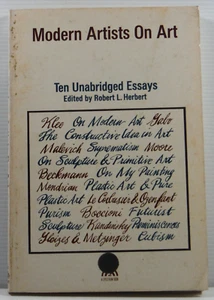 Modern Artists On Art
Ten Unabridged Essays
Edited by Robert L. Herbert
Klee On Modern Art Gabo
The Constructive Idea in Art
Malevich Suprematism Moore
On Sculpture & Primitive Art
Beckmann On My Painting
Mondrian Plastic Art & Pure
Plastic Art Le Corbusier & Ozenfant
Purism Boccioni Futurist
Sculpture Kandinsky Reminiscences
Gleizes & Metzinger Cubism